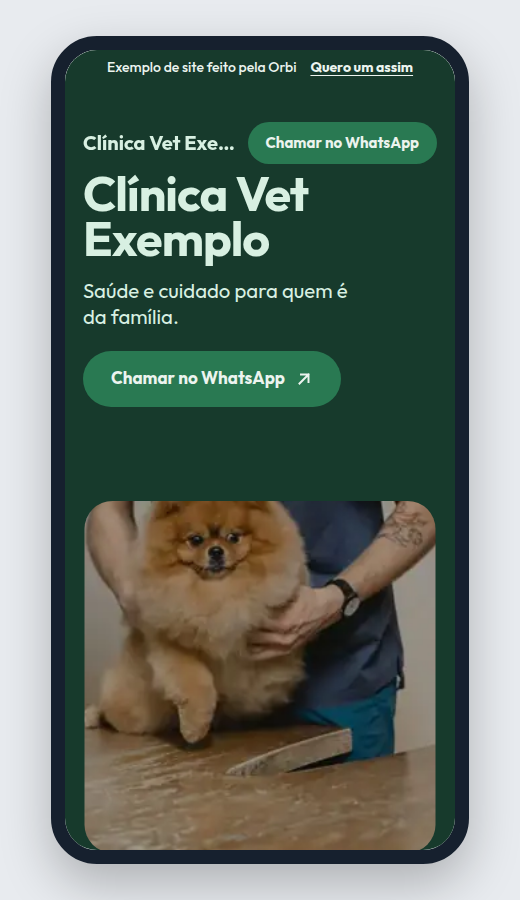 Exemplo de site feito pela Orbi Quero um assim
Clínica Vet Exe... Chamar no WhatsApp
Clínica Vet
Exemplo
Saúde e cuidado para quem é
da família.
Chamar no WhatsApp